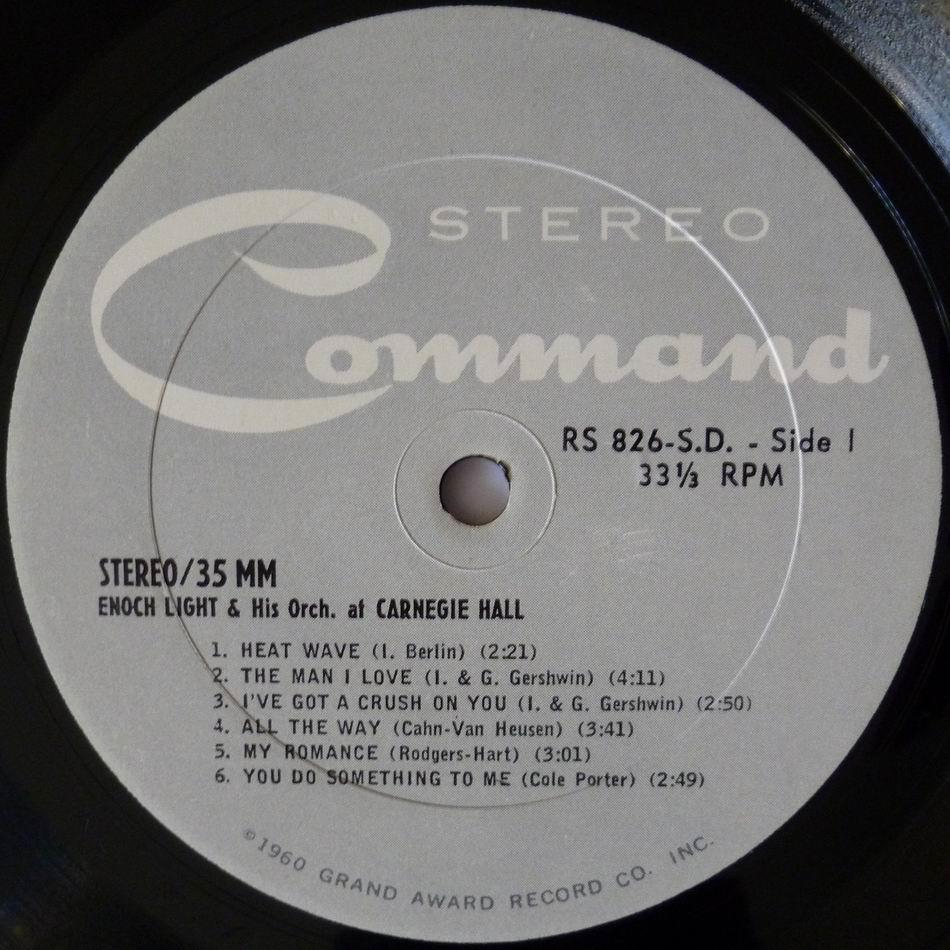 STEREO
Command
RS 826-S.D. - Side 1
33⅓ RPM
STEREO/35 MM
ENOCH LIGHT & His Orch. at CARNEGIE HALL
1. HEAT WAVE (I. Berlin) (2:21)
2. THE MAN I LOVE (I. & G. Gershwin) (4:11)
3. I'VE GOT A CRUSH ON YOU (I. & G. Gershwin) (2:50)
4. ALL THE WAY (Cahn-Van Heusen) (3:41)
5. MY ROMANCE (Rodgers-Hart) (3:01)
6. YOU DO SOMETHING TO ME (Cole Porter) (2:49)
©1960 GRAND AWARD RECORD CO. INC.